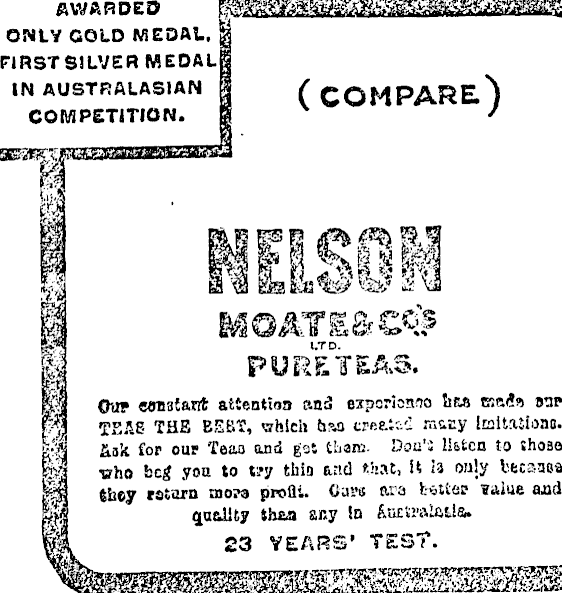 AWARDED
ONLY GOLD MEDAL,
FIRST SILVER MEDAL
IN AUSTRALASIAN
COMPETITION.
(COMPARE)
NELSON
MOATE & CO'S
LTD.
PURE TEAS.
Our constant attention and experience has made our
TEAS THE BEST, which has created many imitations.
Ask for our Teas and get them. Don't listen to those
who beg you to try this and that, it is only because
they return more profit. Ours are better value and
quality than any in Australasia.
23 YEARS' TEST.